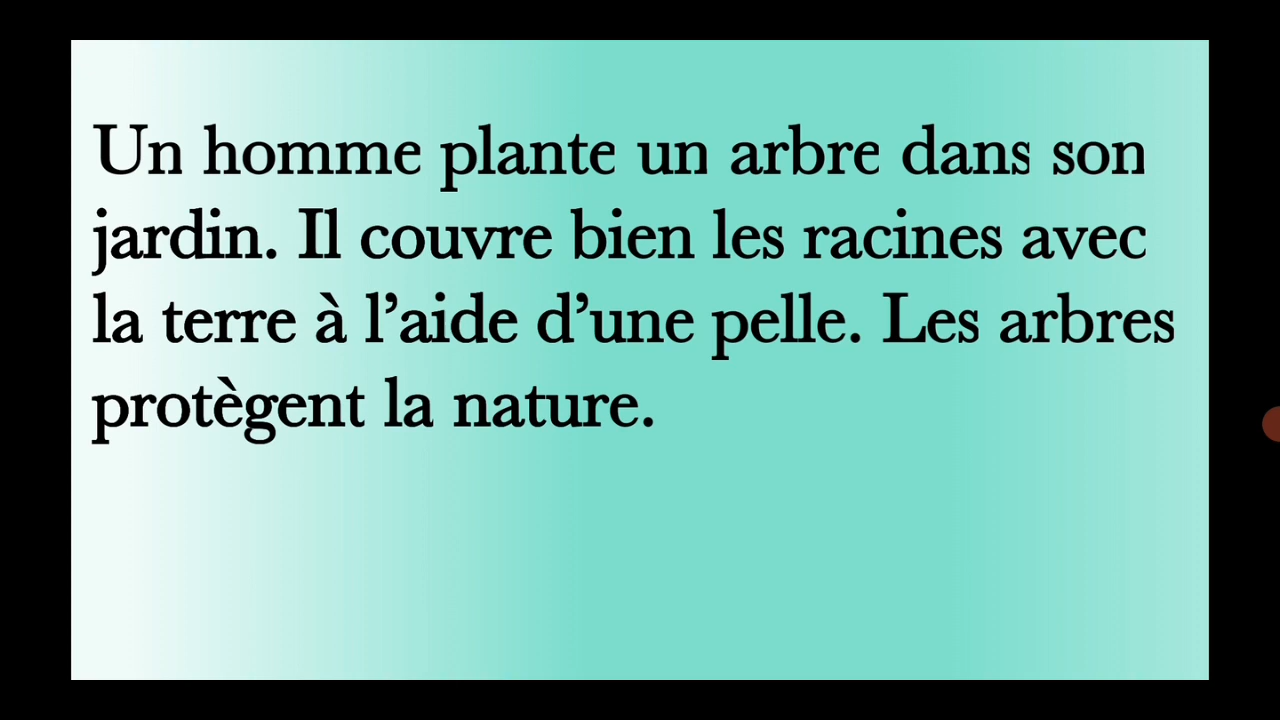 Un homme plante un arbre dans son
jardin. Il couvre bien les racines avec
la terre à l’aide d’une pelle. Les arbres
protègent la nature.